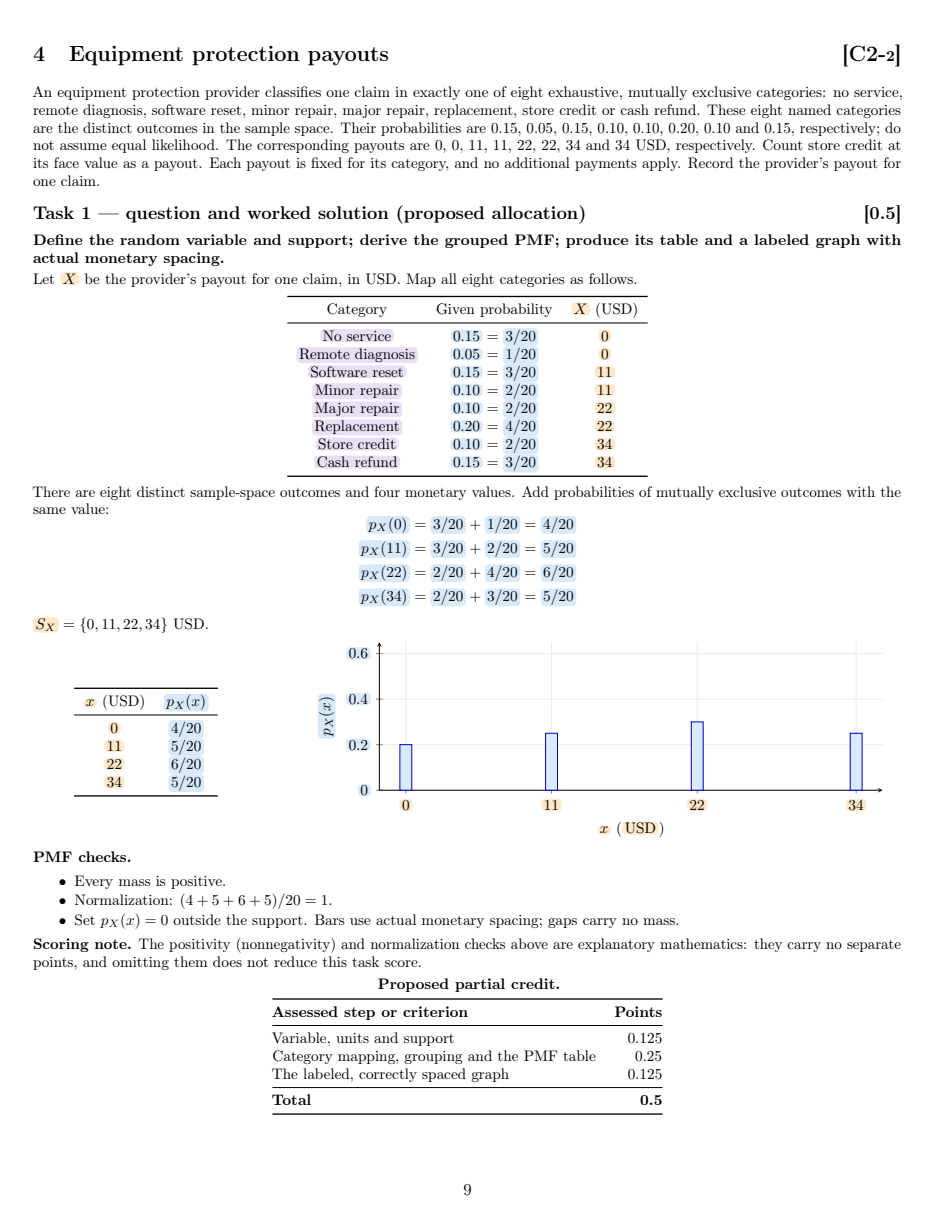 4 Equipment protection payouts [C2-2]
An equipment protection provider classifies one claim in exactly one of eight exhaustive, mutually exclusive categories: no service,
remote diagnosis, software reset, minor repair, major repair, replacement, store credit or cash refund. These eight named categories
are the distinct outcomes in the sample space. Their probabilities are 0.15, 0.05, 0.15, 0.10, 0.10, 0.20, 0.10 and 0.15, respectively; do
not assume equal likelihood. The corresponding payouts are 0, 0, 11, 11, 22, 22, 34 and 34 USD, respectively. Count store credit at
its face value as a payout. Each payout is fixed for its category, and no additional payments apply. Record the provider's payout for
one claim.
Task 1 — question and worked solution (proposed allocation) [0.5]
Define the random variable and support; derive the grouped PMF; produce its table and a labeled graph with
actual monetary spacing.
Let X be the provider's payout for one claim, in USD. Map all eight categories as follows.
Category Given probability X (USD)
No service 0.15 = 3/20 0
Remote diagnosis 0.05 = 1/20 0
Software reset 0.15 = 3/20 11
Minor repair 0.10 = 2/20 11
Major repair 0.10 = 2/20 22
Replacement 0.20 = 4/20 22
Store credit 0.10 = 2/20 34
Cash refund 0.15 = 3/20 34
There are eight distinct sample-space outcomes and four monetary values. Add probabilities of mutually exclusive outcomes with the
same value:
pX(0) = 3/20 + 1/20 = 4/20
pX(11) = 3/20 + 2/20 = 5/20
pX(22) = 2/20 + 4/20 = 6/20
pX(34) = 2/20 + 3/20 = 5/20
SX = {0, 11, 22, 34} USD.
x (USD) pX(x)
0 4/20
11 5/20
22 6/20
34 5/20
pX(x)
0.6
0.4
0.2
0
0 11 22 34
x (USD)
PMF checks.
• Every mass is positive.
• Normalization: (4 + 5 + 6 + 5)/20 = 1.
• Set pX(x) = 0 outside the support. Bars use actual monetary spacing; gaps carry no mass.
Scoring note. The positivity (nonnegativity) and normalization checks above are explanatory mathematics: they carry no separate
points, and omitting them does not reduce this task score.
Proposed partial credit.
Assessed step or criterion Points
Variable, units and support 0.125
Category mapping, grouping and the PMF table 0.25
The labeled, correctly spaced graph 0.125
Total 0.5
9